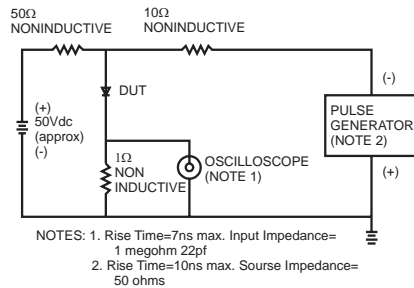 50Ω
NONINDUCTIVE
10Ω
NONINDUCTIVE
(+)
50Vdc
(approx)
(-)
DUT
1Ω
NON
INDUCTIVE
OSCILLOSCOPE
(NOTE 1)
(-)
PULSE
GENERATOR
(NOTE 2)
(+)
NOTES: 1. Rise Time=7ns max. Input Impedance=
1 megohm 22pf
2. Rise Time=10ns max. Sourse Impedance=
50 ohms